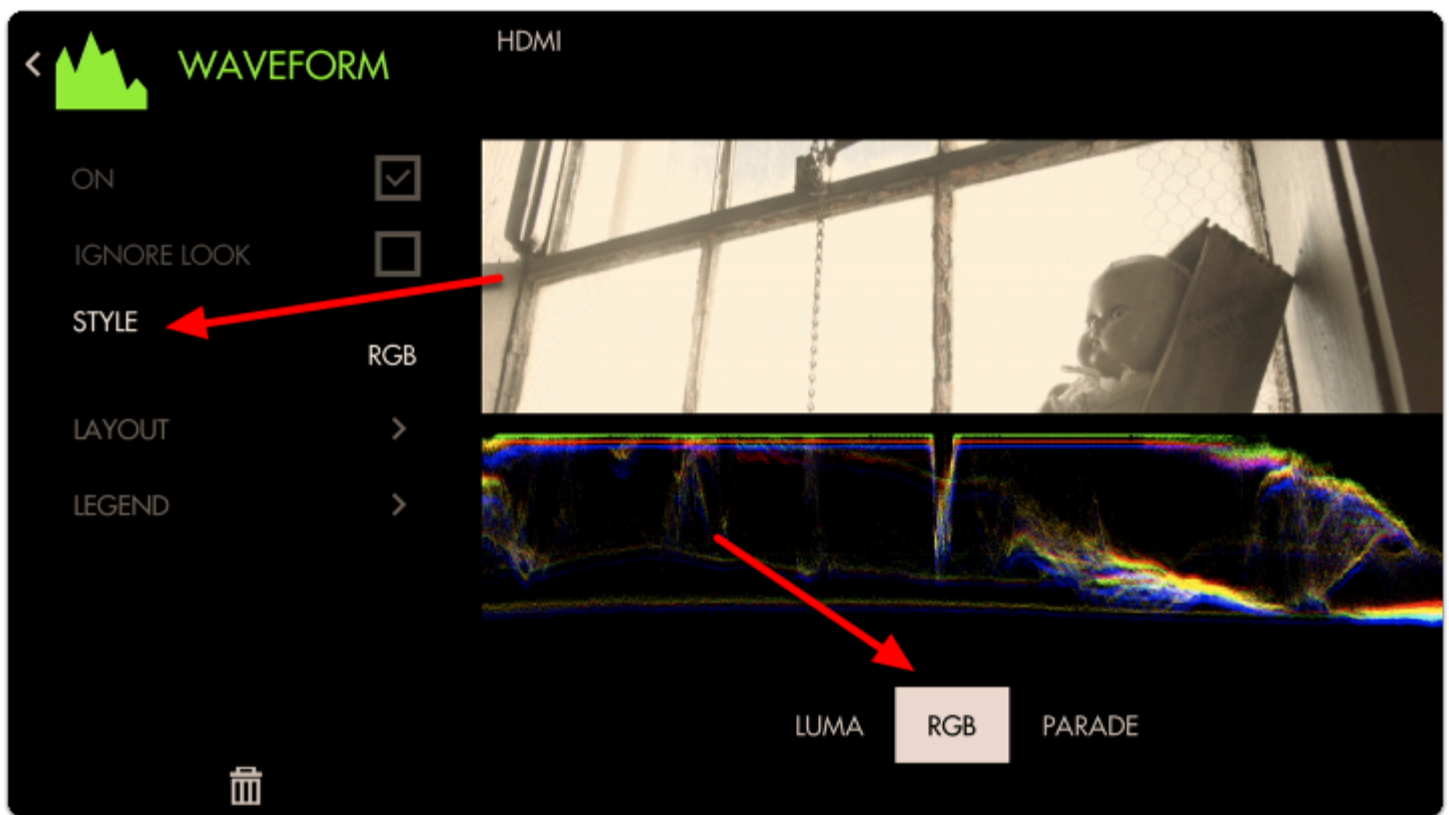 WAVEFORM
HDMI
ON
IGNORE LOOK
STYLE
RGB
LAYOUT
LEGEND
LUMA
RGB
PARADE